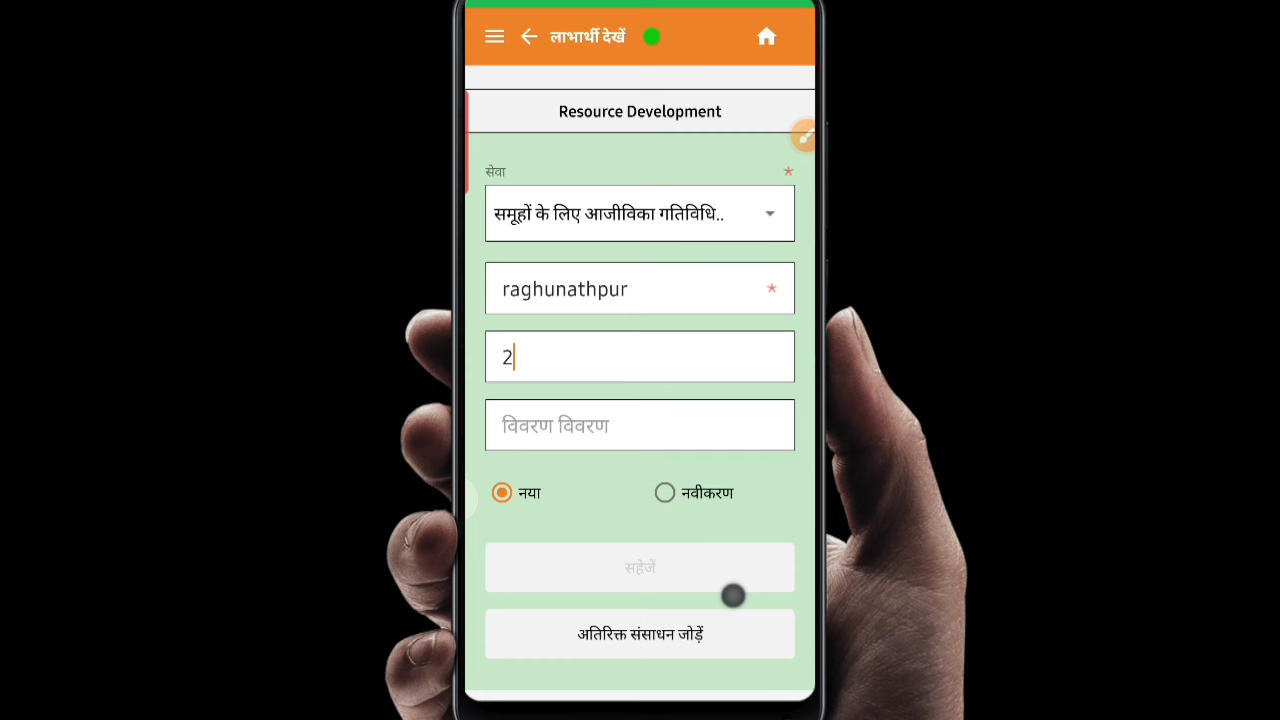 लाभार्थी देखें
Resource Development
सेवा *
समूहों के लिए आजीविका गतिविधि..
raghunathpur *
2
विवरण विवरण
नया
नवीकरण
सहेजें
अतिरिक्त संसाधन जोड़ें